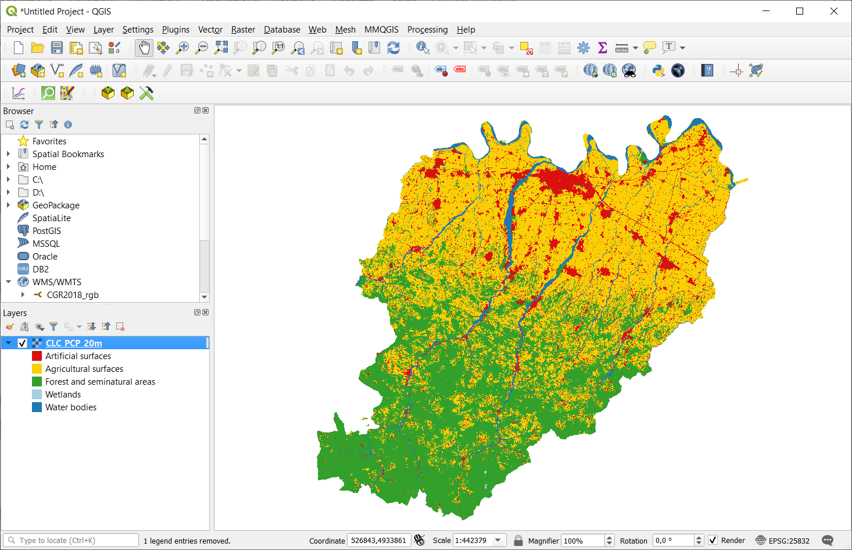 *Untitled Project - QGIS
Project Edit View Layer Settings Plugins Vector Raster Database Web Mesh MMQGIS Processing Help
Browser
Favorites
Spatial Bookmarks
Home
C:\
D:\
GeoPackage
SpatiaLite
PostGIS
MSSQL
Oracle
DB2
WMS/WMTS
CGR2018_rgb
Layers
CLC_PCP_20m
Artificial surfaces
Agricultural surfaces
Forest and seminatural areas
Wetlands
Water bodies
Type to locate (Ctrl+K) 1 legend entries removed. Coordinate 526843,4933861 Scale 1:442379 Magnifier 100% Rotation 0,0 ° Render EPSG:25832